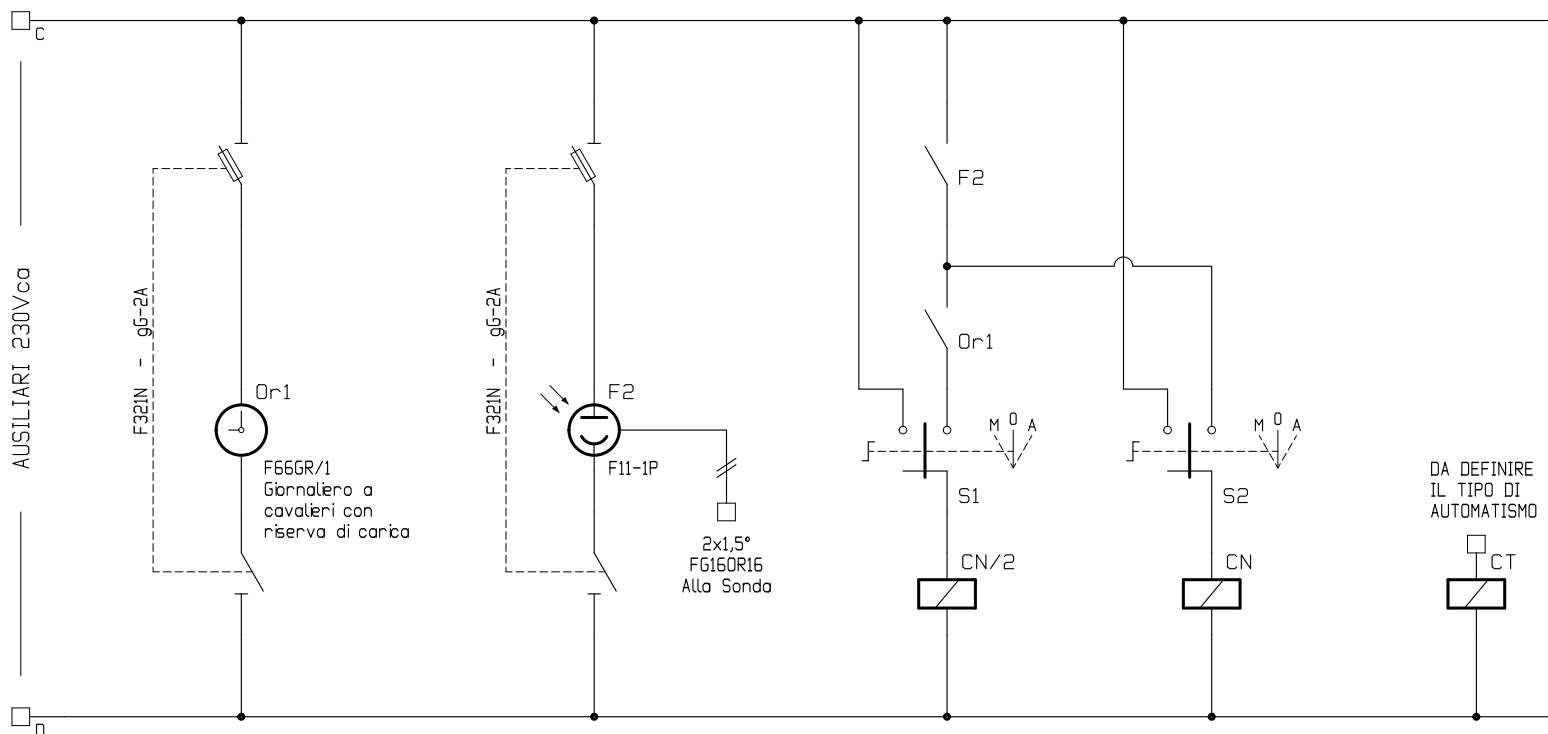 C
AUSILIARI 230Vca
F321N - gG-2A
Or1
F66GR/1
Giornaliero a
cavalieri con
riserva di carica
F321N - gG-2A
F2
F11-1P
2x1,5°
FG16OR16
Alla Sonda
F2
Or1
M 0 A
S1
CN/2
M 0 A
S2
CN
DA DEFINIRE
IL TIPO DI
AUTOMATISMO
CT